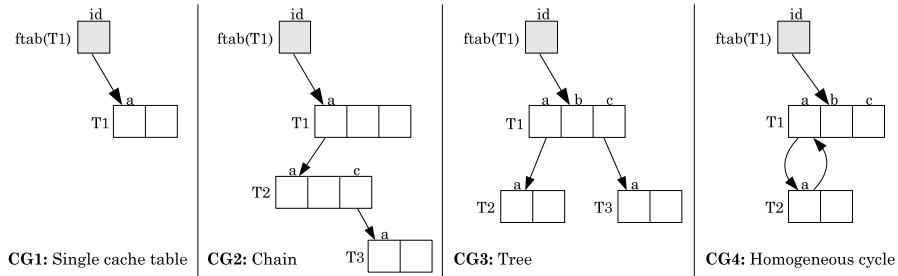 id
ftab(T1)
a
T1
CG1: Single cache table
id
ftab(T1)
a
T1
a c
T2
a
T3
CG2: Chain
id
ftab(T1)
a b c
T1
a a
T2 T3
CG3: Tree
id
ftab(T1)
a b c
T1
a
T2
CG4: Homogeneous cycle